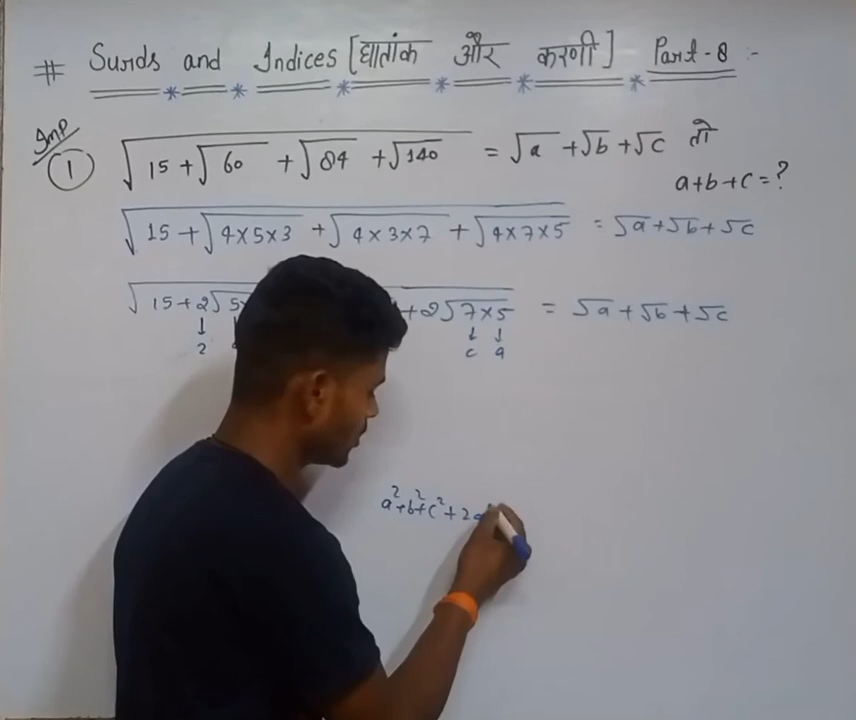 # Surds and Indices [घातांक और करणी] Part-8 :-
Imp
① √(15 + √60 + √84 + √140) = √a + √b + √c तो
a+b+c = ?
√(15 + √(4×5×3) + √(4×3×7) + √(4×7×5)) = √a + √b + √c
√(15 + 2√5× +2√(7×5)) = √a + √b + √c
↓ ↓ ↓
2 c a
a²+b²+c²+2a